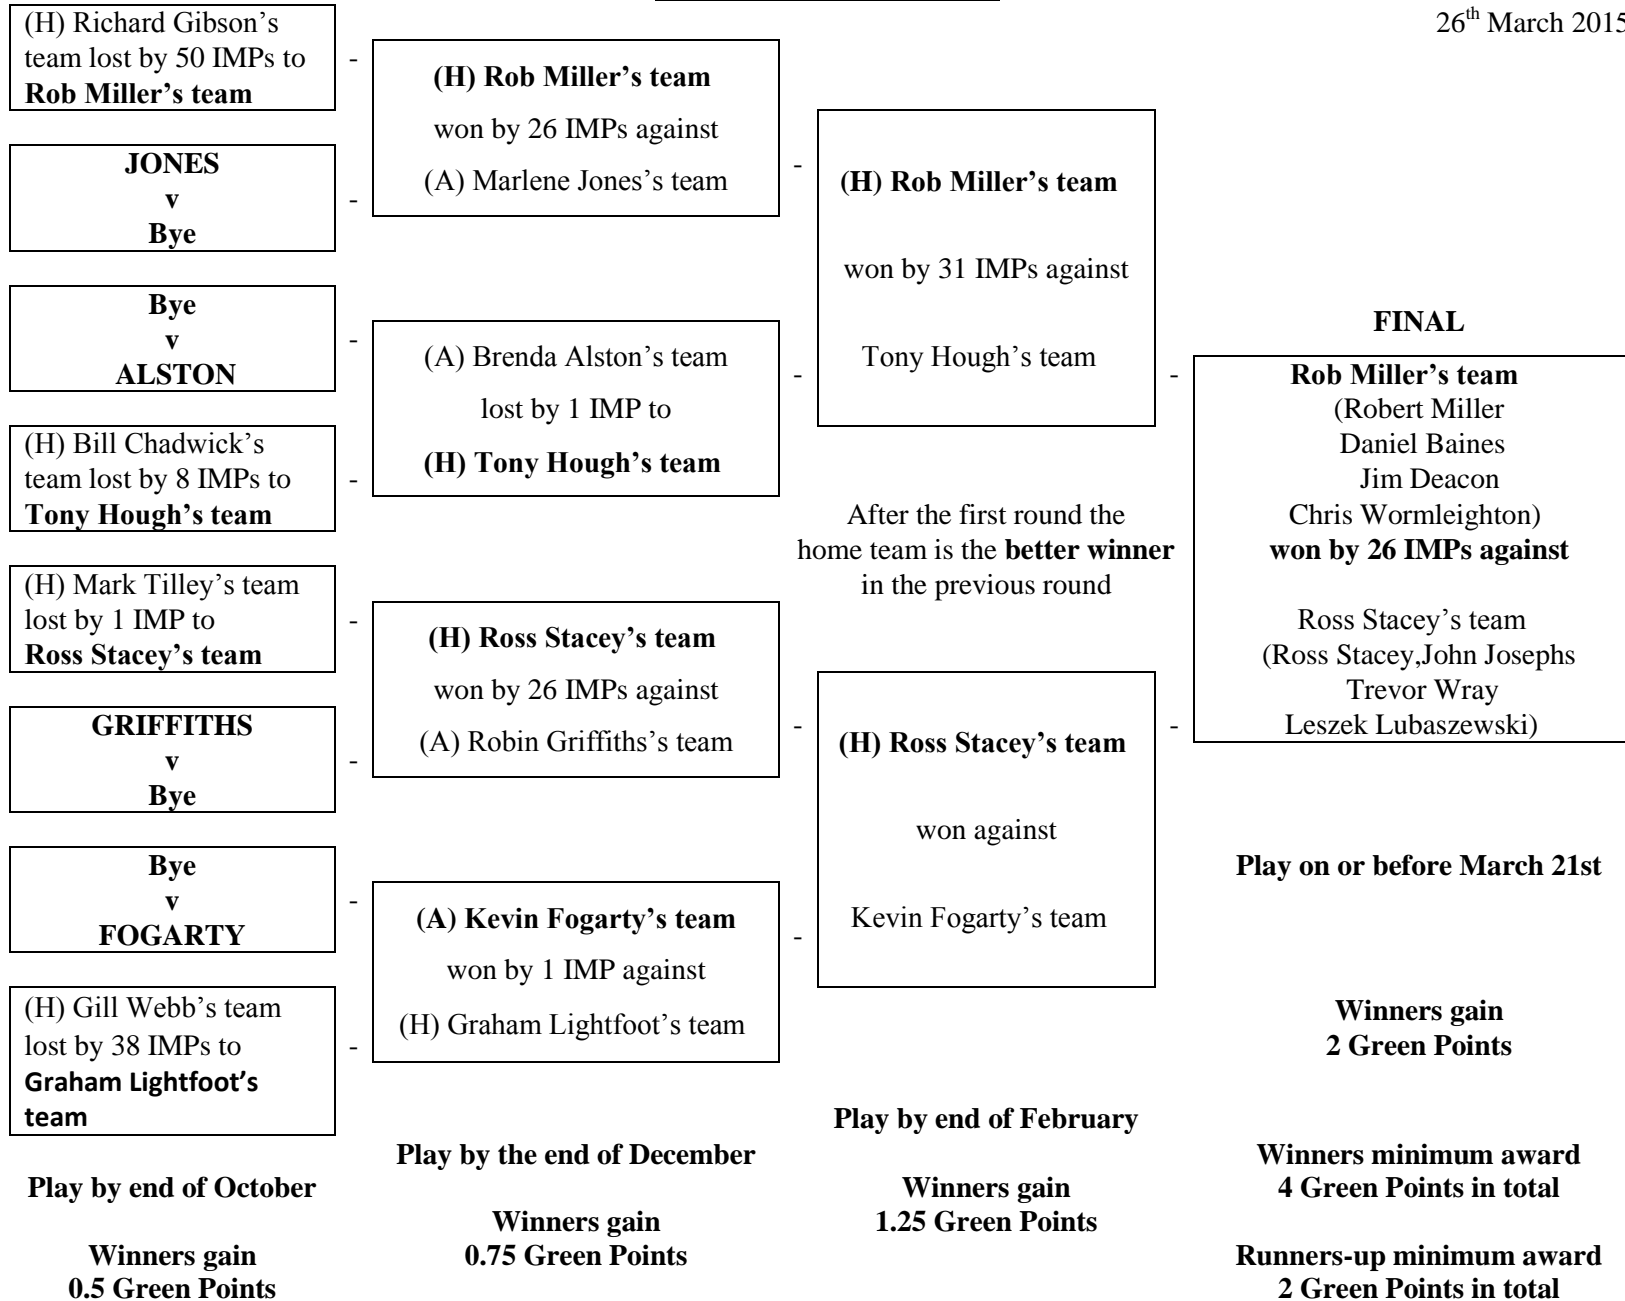 26th March 2015
(H) Richard Gibson’s
team lost by 50 IMPs to
Rob Miller’s team
-
JONES
v
Bye
-
Bye
v
ALSTON
-
(H) Bill Chadwick’s
team lost by 8 IMPs to
Tony Hough’s team
-
(H) Mark Tilley’s team
lost by 1 IMP to
Ross Stacey’s team
-
GRIFFITHS
v
Bye
-
Bye
v
FOGARTY
-
(H) Gill Webb’s team
lost by 38 IMPs to
Graham Lightfoot’s
team
-
Play by end of October
Winners gain
0.5 Green Points
(H) Rob Miller’s team
won by 26 IMPs against
(A) Marlene Jones’s team
-
(A) Brenda Alston’s team
lost by 1 IMP to
(H) Tony Hough’s team
-
(H) Ross Stacey’s team
won by 26 IMPs against
(A) Robin Griffiths’s team
-
(A) Kevin Fogarty’s team
won by 1 IMP against
(H) Graham Lightfoot’s team
-
Play by the end of December
Winners gain
0.75 Green Points
(H) Rob Miller’s team
won by 31 IMPs against
Tony Hough’s team
-
After the first round the
home team is the better winner
in the previous round
(H) Ross Stacey’s team
won against
Kevin Fogarty’s team
-
Play by end of February
Winners gain
1.25 Green Points
FINAL
Rob Miller’s team
(Robert Miller
Daniel Baines
Jim Deacon
Chris Wormleighton)
won by 26 IMPs against
Ross Stacey’s team
(Ross Stacey,John Josephs
Trevor Wray
Leszek Lubaszewski)
Play on or before March 21st
Winners gain
2 Green Points
Winners minimum award
4 Green Points in total
Runners-up minimum award
2 Green Points in total